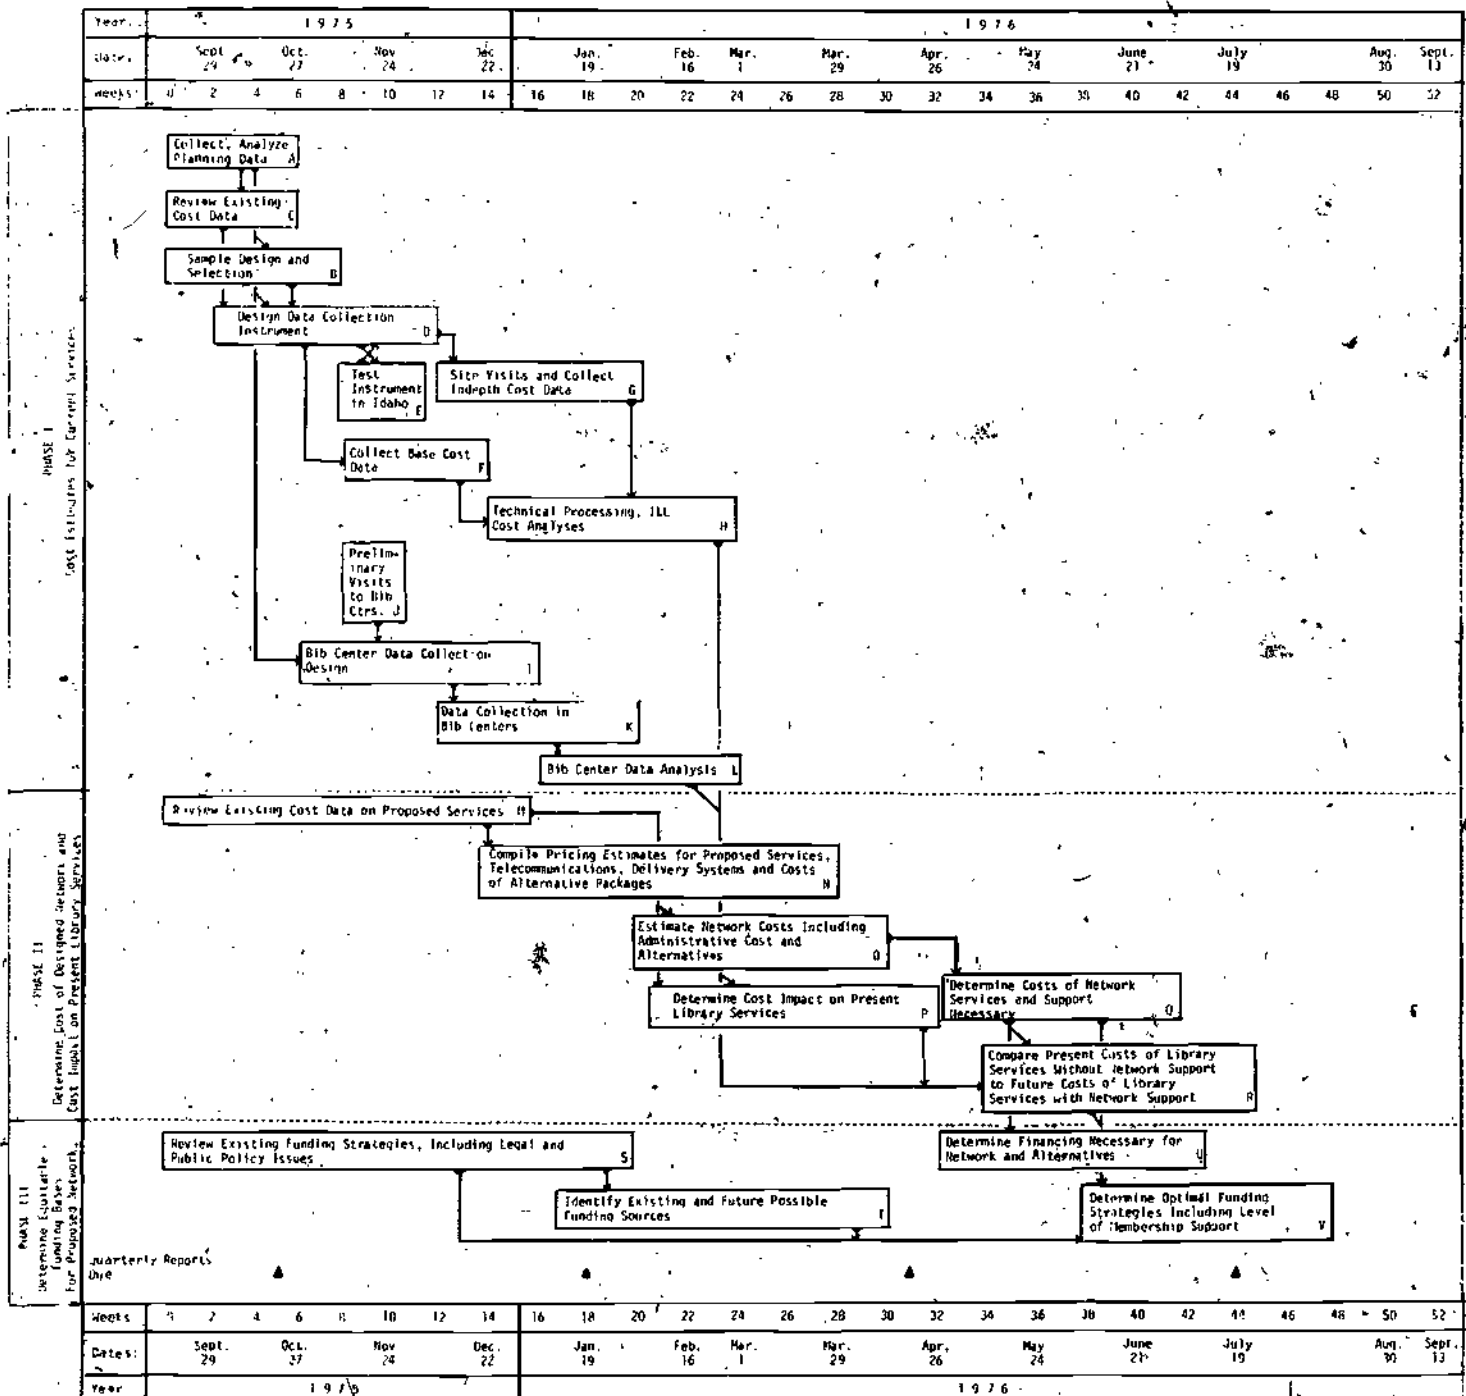 Year. 1975 1976
Date. Sept 29 Oct. 27 Nov 24 Dec 22 Jan. 19 Feb. 16 Mar. 1 Mar. 29 Apr. 26 May 24 June 21 July 19 Aug. 30 Sept. 13
Weeks 0 2 4 6 8 10 12 14 16 18 20 22 24 26 28 30 32 34 36 38 40 42 44 46 48 50 52
PHASE I
Cost Estimates for Current Services
Collect, Analyze
Planning Data A
Review Existing
Cost Data C
Sample Design and
Selection B
Design Data Collection
Instrument D
Test
Instrument
in Idaho E
Site Visits and Collect
Indepth Cost Data G
Collect Base Cost
Data F
Technical Processing, ILL
Cost Analyses H
Prelim-
inary
Visits
to Bib
Ctrs. J
Bib Center Data Collection
Design I
Data Collection in
Bib Centers K
Bib Center Data Analysis L
PHASE II
Determine Cost of Designed Network and
Cost Impact on Present Library Services
Review Existing Cost Data on Proposed Services M
Compile Pricing Estimates for Proposed Services,
Telecommunications, Delivery Systems and Costs
of Alternative Packages N
Estimate Network Costs Including
Administrative Cost and
Alternatives O
Determine Cost Impact on Present
Library Services P
Determine Costs of Network
Services and Support
Necessary Q
Compare Present Costs of Library
Services Without Network Support
to Future Costs of Library
Services with Network Support R
PHASE III
Determine Equitable
Funding Bases
For Proposed Network
Review Existing Funding Strategies, Including Legal and
Public Policy Issues S
Determine Financing Necessary for
Network and Alternatives U
Identify Existing and Future Possible
Funding Sources T
Determine Optimal Funding
Strategies Including Level
of Membership Support V
Quarterly Reports
Due
Weeks 0 2 4 6 8 10 12 14 16 18 20 22 24 26 28 30 32 34 36 38 40 42 44 46 48 50 52
Dates: Sept. 29 Oct. 27 Nov 24 Dec. 22 Jan. 19 Feb. 16 Mar. 1 Mar. 29 Apr. 26 May 24 June 21 July 19 Aug. 30 Sept. 13
Year 1975 1976